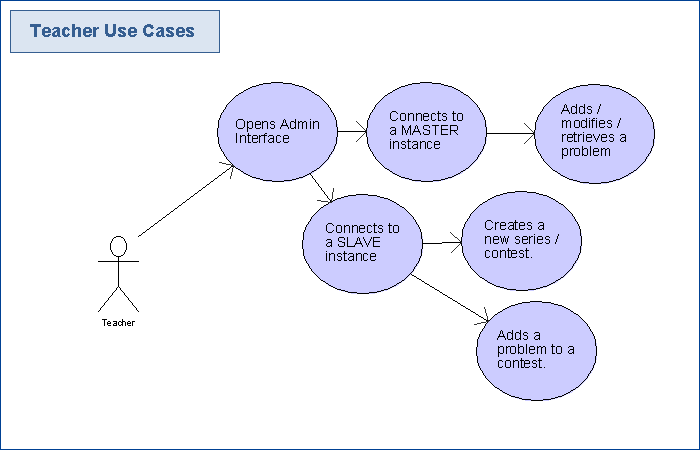 Teacher Use Cases
Opens Admin
Interface
Connects to
a MASTER
instance
Adds /
modifies /
retrieves a
problem
Connects to
a SLAVE
instance
Creates a
new series /
contest.
Adds a
problem to a
contest.
Teacher